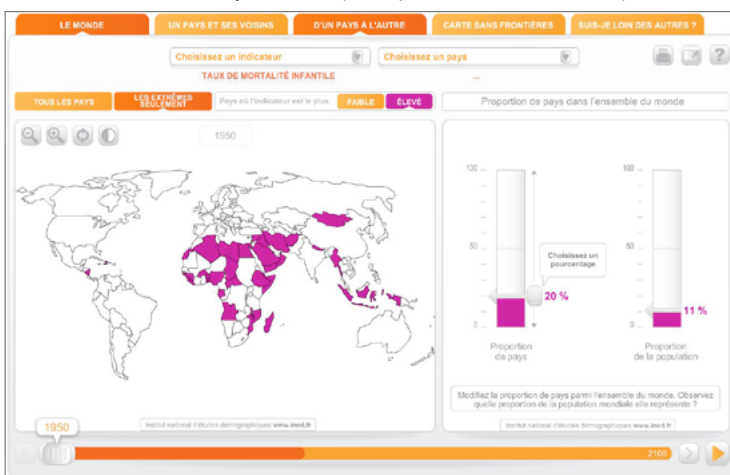 LE MONDE
UN PAYS ET SES VOISINS
D'UN PAYS À L'AUTRE
CARTE SANS FRONTIÈRES
SUIS-JE LOIN DES AUTRES ?
Choisissez un indicateur
Choisissez un pays
?
TAUX DE MORTALITÉ INFANTILE
...
TOUS LES PAYS
LES EXTRÊMES
SEULEMENT
Pays où l'indicateur est le plus
FAIBLE
ÉLEVÉ
Proportion de pays dans l'ensemble du monde
1950
100
50
0
Choisissez un
pourcentage
20 %
Proportion
de pays
100
50
0
11 %
Proportion
de la population
Modifiez la proportion de pays parmi l'ensemble du monde. Observez
quelle proportion de la population mondiale elle représente ?
Institut national d'études démographiques www.ined.fr
Institut national d'études démographiques www.ined.fr
1950
2100